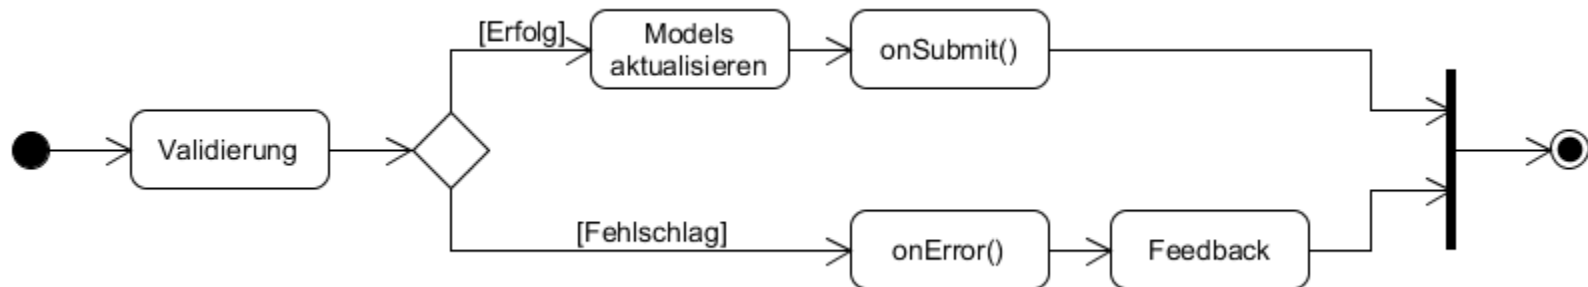 [Erfolg]
Models
aktualisieren
onSubmit()
Validierung
[Fehlschlag]
onError()
Feedback